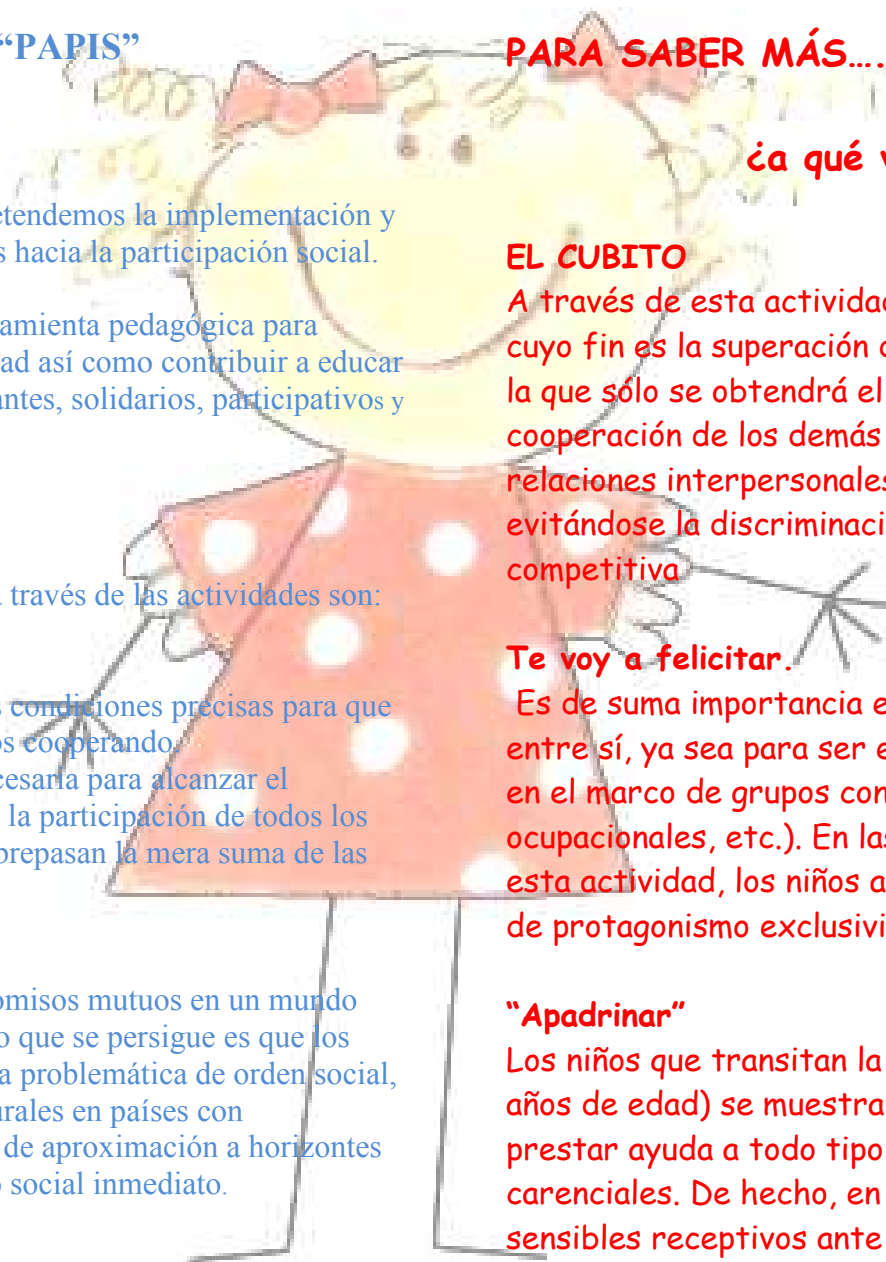 “PAPIS”
etendemos la implementación y
s hacia la participación social.
amienta pedagógica para
ad así como contribuir a educar
antes, solidarios, participativos y
a través de las actividades son:
s condiciones precisas para que
os cooperando.
cesaria para alcanzar el
la participación de todos los
brepasan la mera suma de las
omisos mutuos en un mundo
o que se persigue es que los
a problemática de orden social,
urales en países con
de aproximación a horizontes
o social inmediato.
PARA SABER MÁS….
¿a qué v
EL CUBITO
A través de esta actividad
cuyo fin es la superación d
la que sólo se obtendrá el
cooperación de los demás
relaciones interpersonales
evitándose la discriminaci
competitiva
Te voy a felicitar.
Es de suma importancia e
entre sí, ya sea para ser e
en el marco de grupos con
ocupacionales, etc.). En las
esta actividad, los niños a
de protagonismo exclusivi
“Apadrinar”
Los niños que transitan la
años de edad) se muestra
prestar ayuda a todo tipo
carenciales. De hecho, en
sensibles receptivos ante